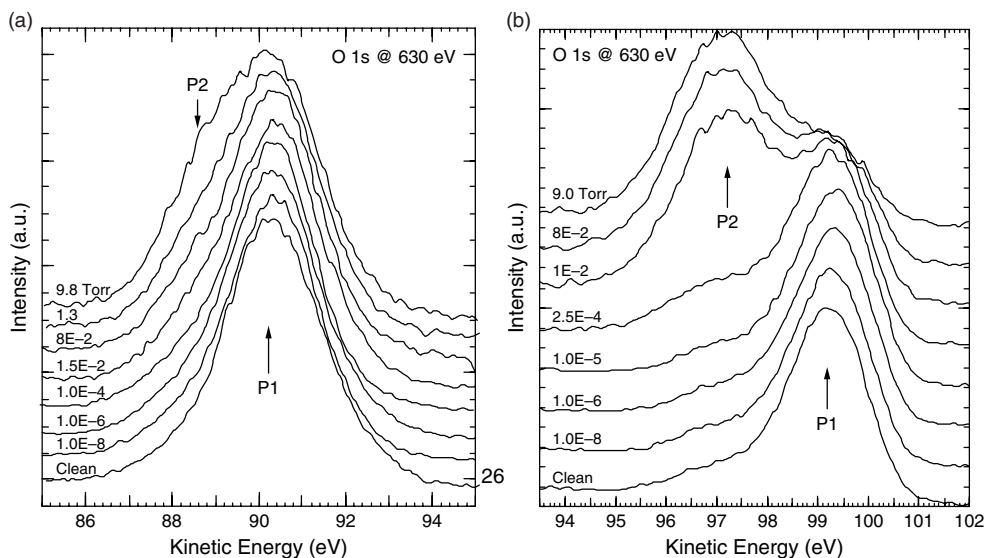 (a)
O 1s @ 630 eV
P2
P1
9.8 Torr
1.3
8E–2
1.5E–2
1.0E–4
1.0E–6
1.0E–8
Clean
Intensity (a.u.)
86 88 90 92 94
Kinetic Energy (eV)
26
(b)
O 1s @ 630 eV
P2
P1
9.0 Torr
8E–2
1E–2
2.5E–4
1.0E–5
1.0E–6
1.0E–8
Clean
Intensity (a.u.)
94 95 96 97 98 99 100 101 102
Kinetic Energy (eV)